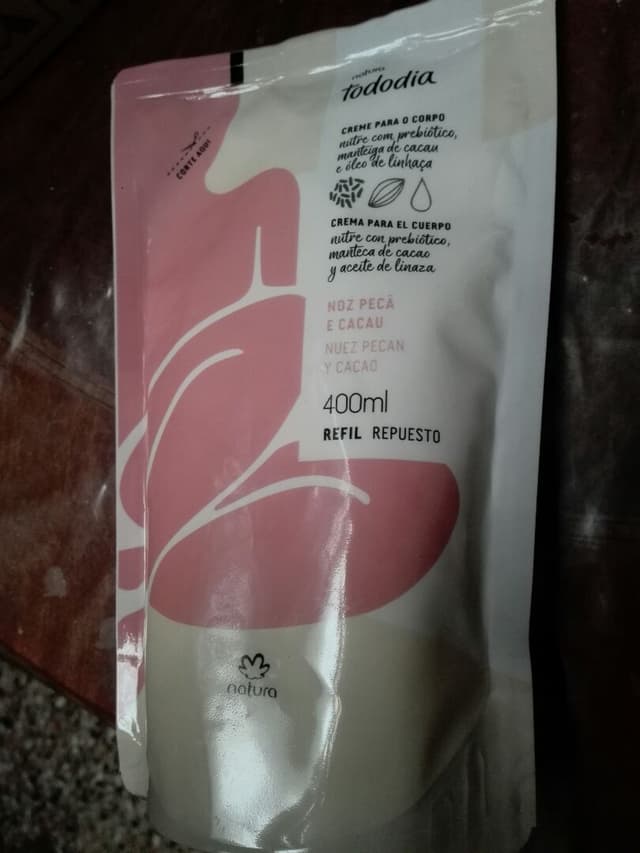 natura
tododia
CREME PARA O CORPO
nutre com prebiótico,
manteiga de cacau
e óleo de linhaça
CREMA PARA EL CUERPO
nutre con prebiótico,
manteca de cacao
y aceite de linaza
NOZ PECÃ
E CACAU
NUEZ PECAN
Y CACAO
400ml
REFIL REPUESTO
CORTE AQUI
natura